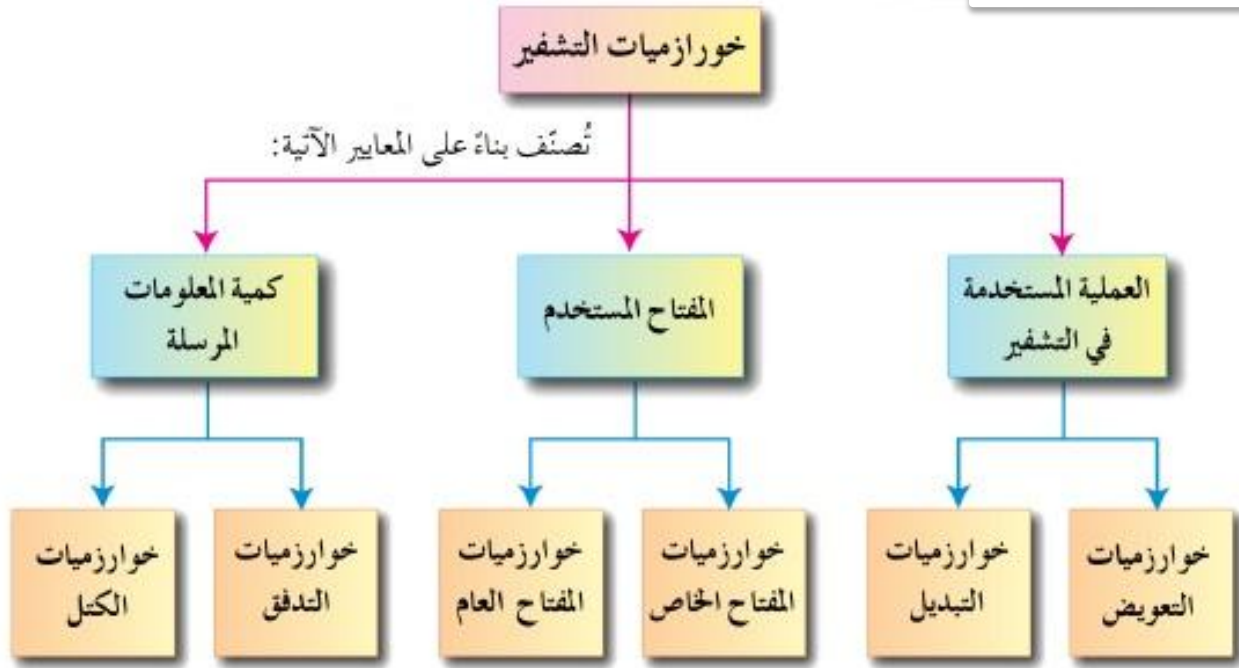 خورازميات التشفير
تُصنّف بناءً على المعايير الآتية:
العملية المستخدمة
في التشفير
المفتاح المستخدم
كمية المعلومات
المرسلة
خوارزميات
التعويض
خوارزميات
التبديل
خوارزميات
المفتاح الخاص
خوارزميات
المفتاح العام
خوارزميات
التدفق
خوارزميات
الكتل